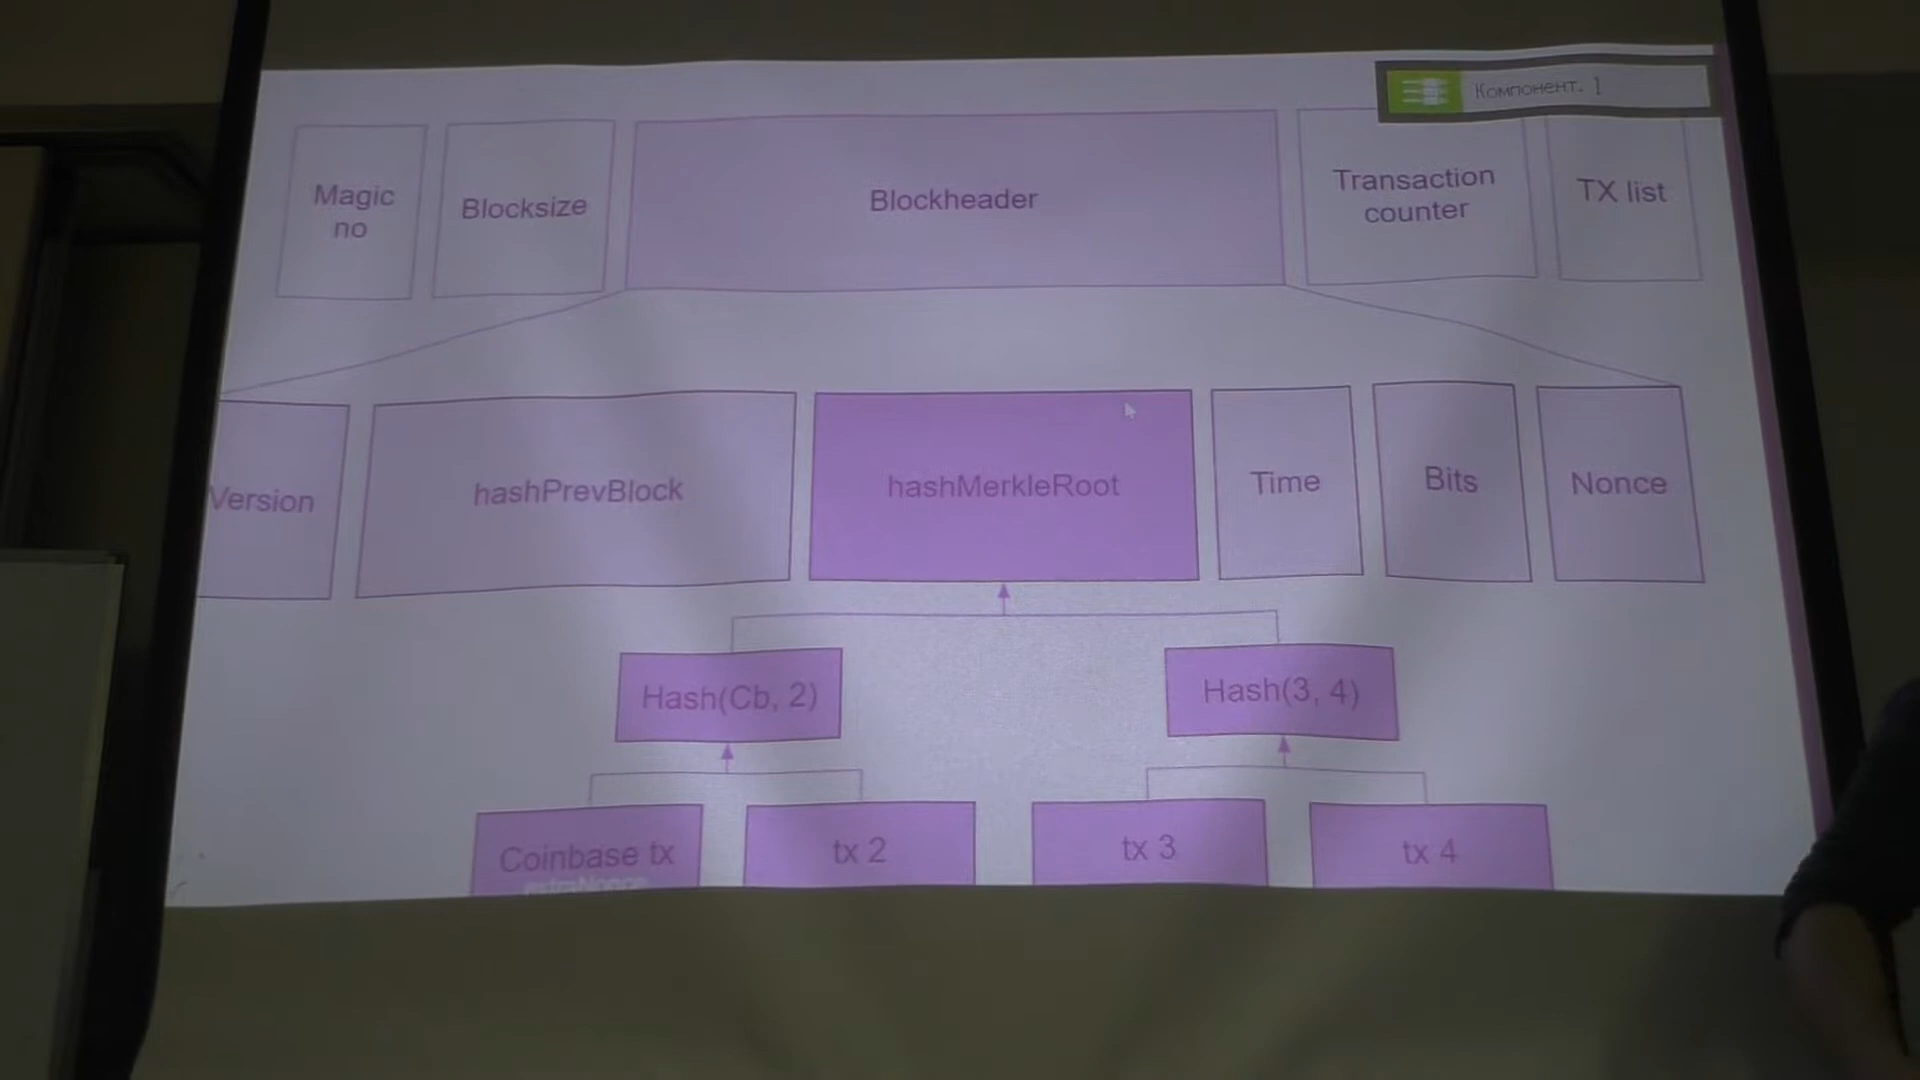 Компонент. 1
Magic
no
Blocksize
Blockheader
Transaction
counter
TX list
Version
hashPrevBlock
hashMerkleRoot
Time
Bits
Nonce
Hash(Cb, 2)
Hash(3, 4)
Coinbase tx
extraNonce
tx 2
tx 3
tx 4